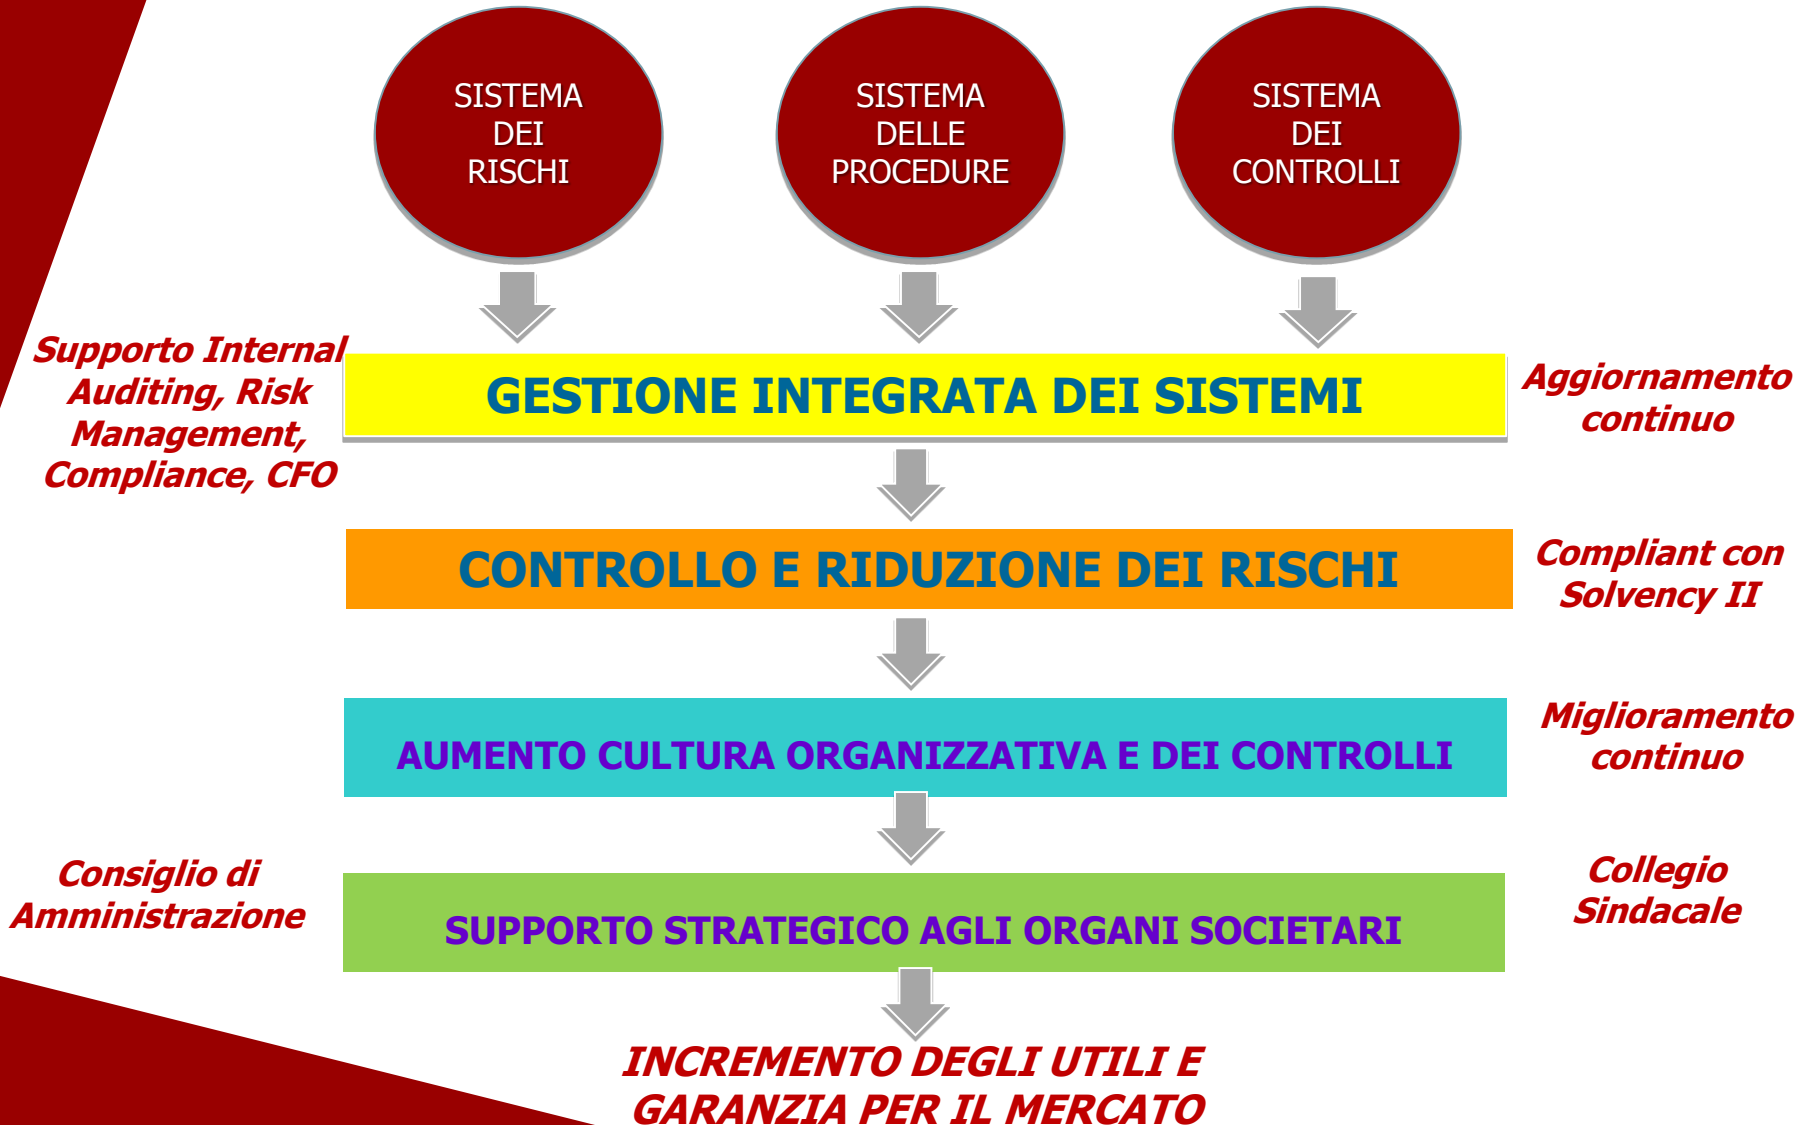 SISTEMA
DEI
RISCHI
SISTEMA
DELLE
PROCEDURE
SISTEMA
DEI
CONTROLLI
Supporto Internal
Auditing, Risk
Management,
Compliance, CFO
GESTIONE INTEGRATA DEI SISTEMI
Aggiornamento
continuo
CONTROLLO E RIDUZIONE DEI RISCHI
Compliant con
Solvency II
AUMENTO CULTURA ORGANIZZATIVA E DEI CONTROLLI
Miglioramento
continuo
Consiglio di
Amministrazione
SUPPORTO STRATEGICO AGLI ORGANI SOCIETARI
Collegio
Sindacale
INCREMENTO DEGLI UTILI E
GARANZIA PER IL MERCATO